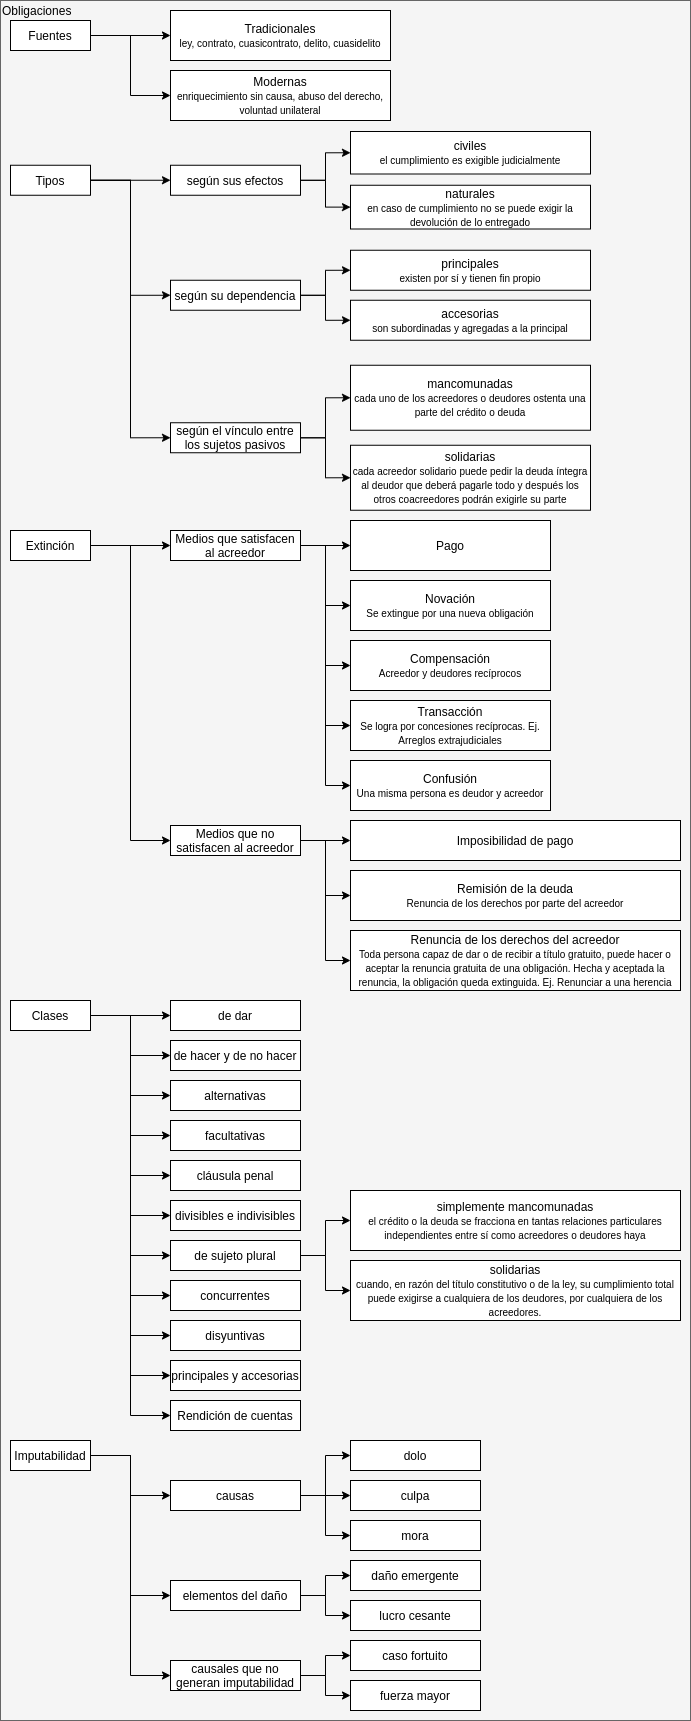 Obligaciones
Fuentes
Tradicionales
ley, contrato, cuasicontrato, delito, cuasidelito
Modernas
enriquecimiento sin causa, abuso del derecho,
voluntad unilateral
Tipos
según sus efectos
civiles
el cumplimiento es exigible judicialmente
naturales
en caso de cumplimiento no se puede exigir la
devolución de lo entregado
según su dependencia
principales
existen por sí y tienen fin propio
accesorias
son subordinadas y agregadas a la principal
según el vínculo entre
los sujetos pasivos
mancomunadas
cada uno de los acreedores o deudores ostenta una
parte del crédito o deuda
solidarias
cada acreedor solidario puede pedir la deuda íntegra
al deudor que deberá pagarle todo y después los
otros coacreedores podrán exigirle su parte
Extinción
Medios que satisfacen
al acreedor
Pago
Novación
Se extingue por una nueva obligación
Compensación
Acreedor y deudores recíprocos
Transacción
Se logra por concesiones recíprocas. Ej.
Arreglos extrajudiciales
Confusión
Una misma persona es deudor y acreedor
Medios que no
satisfacen al acreedor
Imposibilidad de pago
Remisión de la deuda
Renuncia de los derechos por parte del acreedor
Renuncia de los derechos del acreedor
Toda persona capaz de dar o de recibir a título gratuito, puede hacer o
aceptar la renuncia gratuita de una obligación. Hecha y aceptada la
renuncia, la obligación queda extinguida. Ej. Renunciar a una herencia
Clases
de dar
de hacer y de no hacer
alternativas
facultativas
cláusula penal
divisibles e indivisibles
de sujeto plural
simplemente mancomunadas
el crédito o la deuda se fracciona en tantas relaciones particulares
independientes entre sí como acreedores o deudores haya
solidarias
cuando, en razón del título constitutivo o de la ley, su cumplimiento total
puede exigirse a cualquiera de los deudores, por cualquiera de los
acreedores.
concurrentes
disyuntivas
principales y accesorias
Rendición de cuentas
Imputabilidad
causas
dolo
culpa
mora
elementos del daño
daño emergente
lucro cesante
causales que no
generan imputabilidad
caso fortuito
fuerza mayor